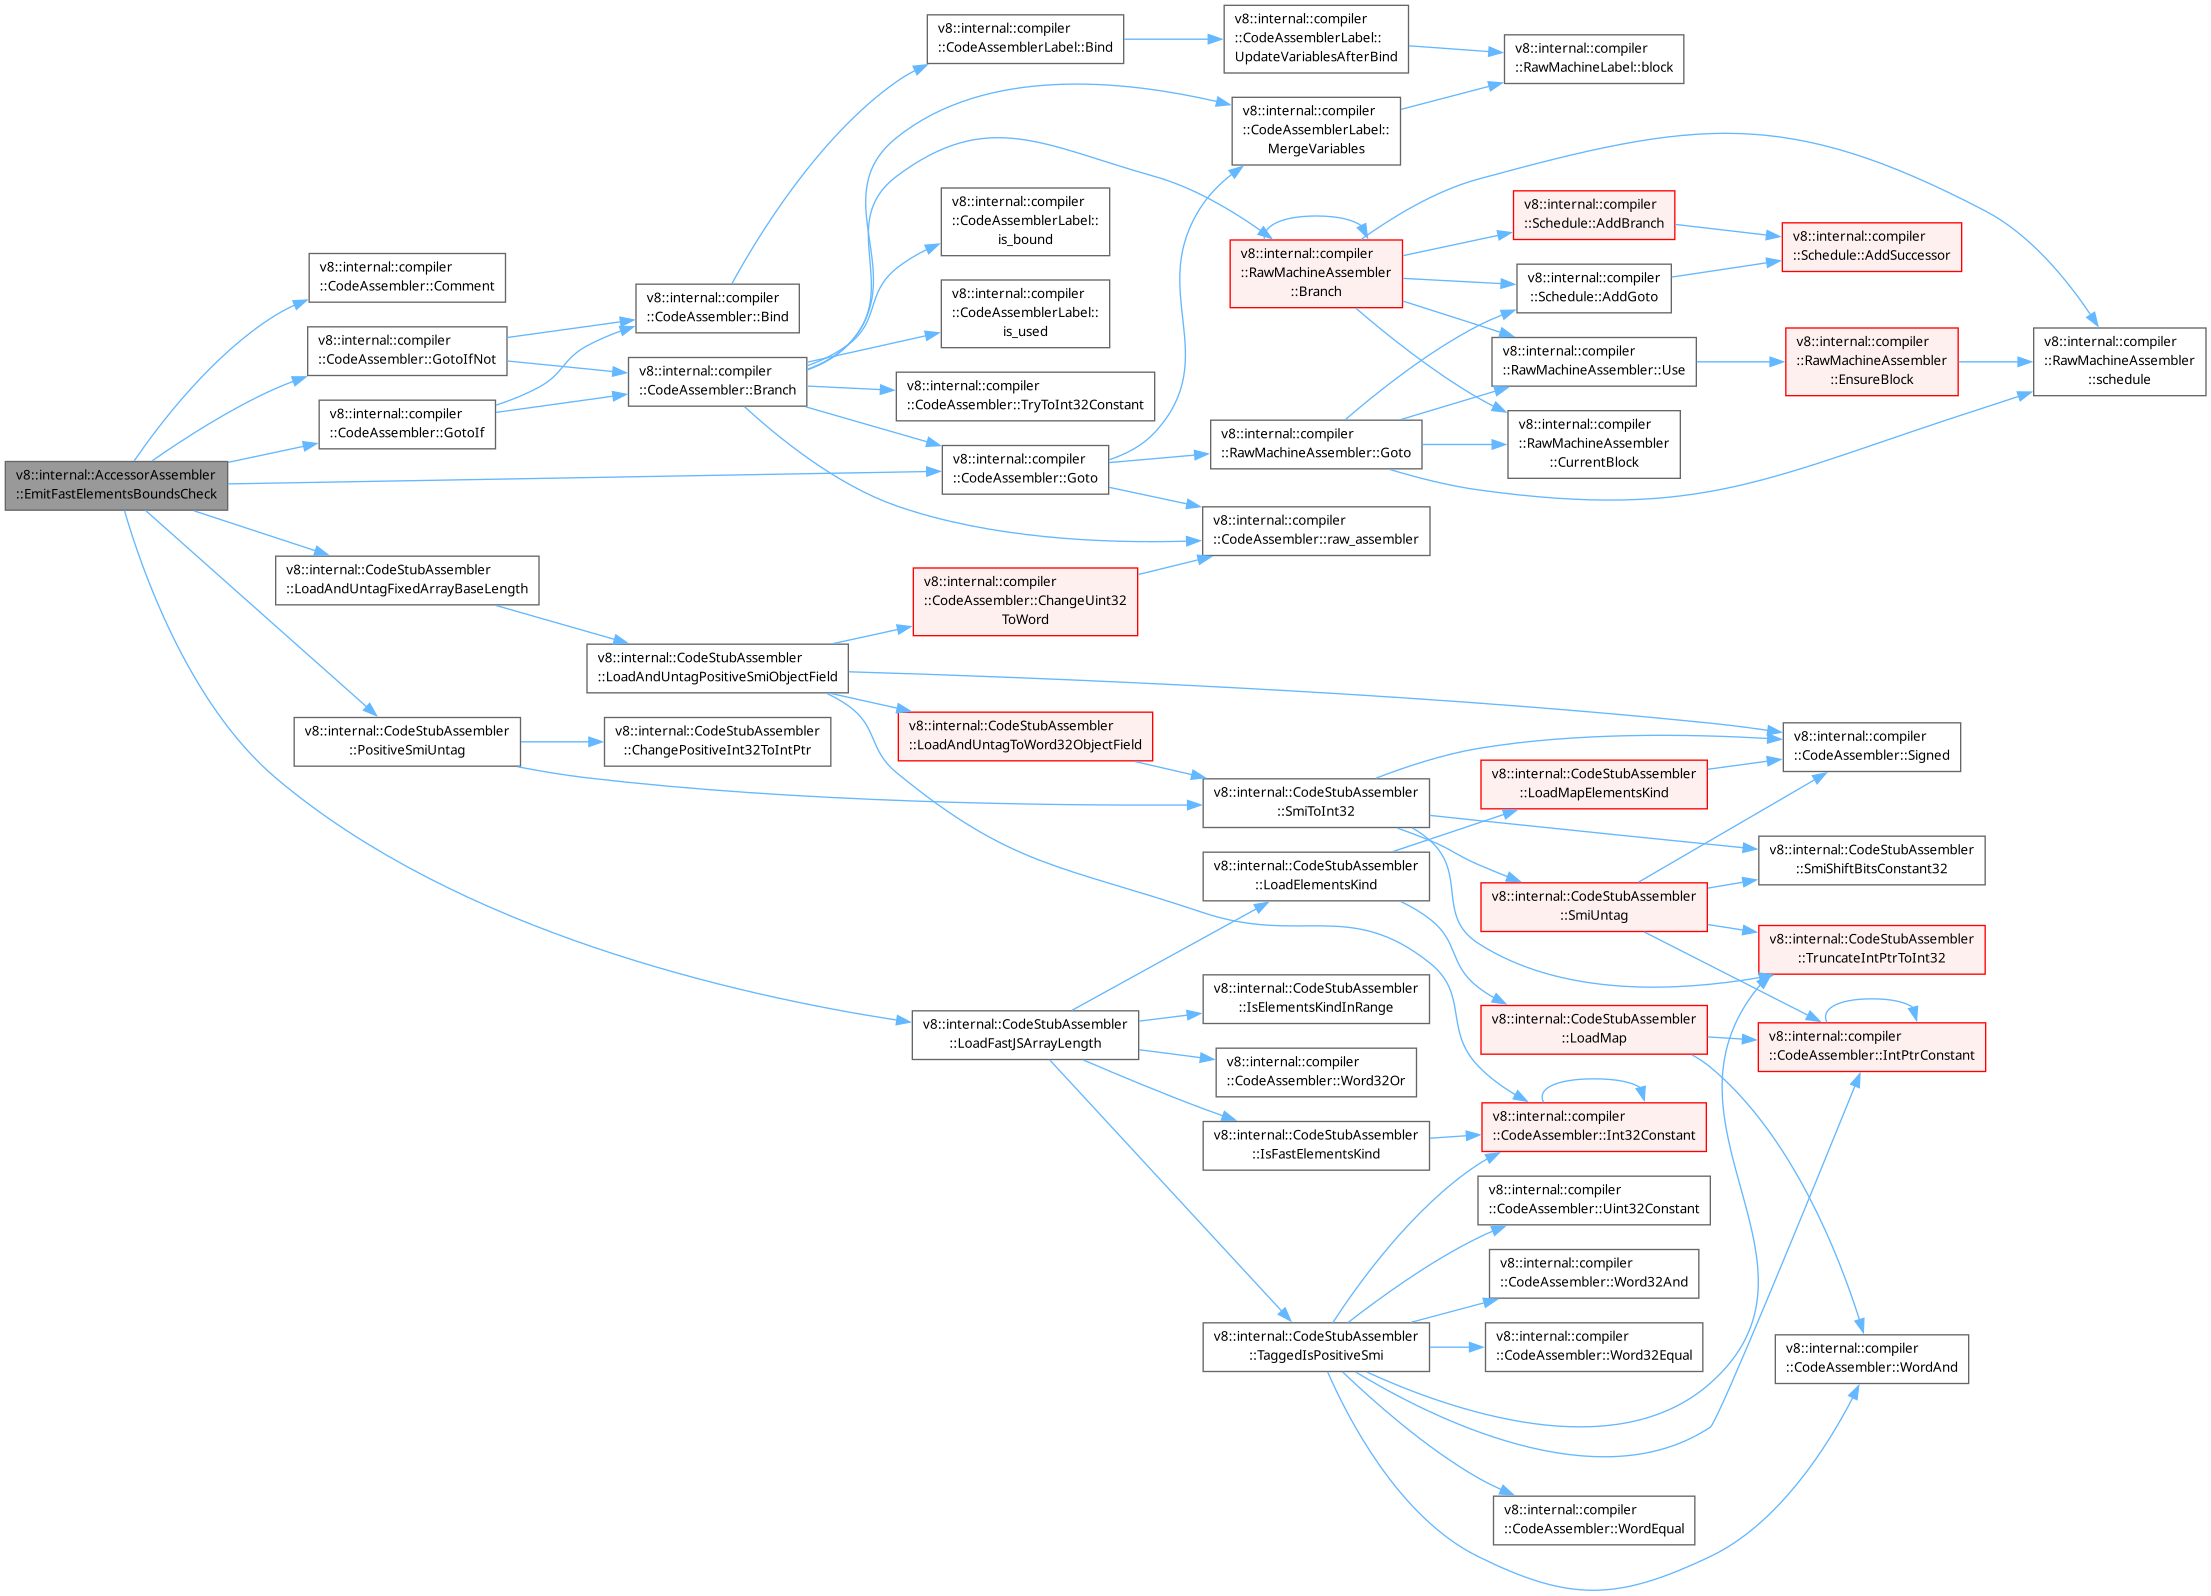 v8::internal::AccessorAssembler
::EmitFastElementsBoundsCheck
v8::internal::compiler
::CodeAssembler::Comment
v8::internal::compiler
::CodeAssembler::GotoIfNot
v8::internal::compiler
::CodeAssembler::GotoIf
v8::internal::CodeStubAssembler
::LoadAndUntagFixedArrayBaseLength
v8::internal::CodeStubAssembler
::PositiveSmiUntag
v8::internal::compiler
::CodeAssembler::Bind
v8::internal::compiler
::CodeAssembler::Branch
v8::internal::CodeStubAssembler
::LoadAndUntagPositiveSmiObjectField
v8::internal::CodeStubAssembler
::ChangePositiveInt32ToIntPtr
v8::internal::compiler
::CodeAssemblerLabel::Bind
v8::internal::compiler
::CodeAssemblerLabel::
is_bound
v8::internal::compiler
::CodeAssemblerLabel::
is_used
v8::internal::compiler
::CodeAssembler::TryToInt32Constant
v8::internal::compiler
::CodeAssembler::Goto
v8::internal::compiler
::CodeAssembler::ChangeUint32
ToWord
v8::internal::CodeStubAssembler
::LoadAndUntagToWord32ObjectField
v8::internal::CodeStubAssembler
::LoadFastJSArrayLength
v8::internal::compiler
::CodeAssemblerLabel::
UpdateVariablesAfterBind
v8::internal::compiler
::CodeAssemblerLabel::
MergeVariables
v8::internal::compiler
::RawMachineAssembler
::Branch
v8::internal::compiler
::RawMachineAssembler::Goto
v8::internal::compiler
::CodeAssembler::raw_assembler
v8::internal::CodeStubAssembler
::SmiToInt32
v8::internal::CodeStubAssembler
::LoadElementsKind
v8::internal::CodeStubAssembler
::IsElementsKindInRange
v8::internal::compiler
::CodeAssembler::Word32Or
v8::internal::CodeStubAssembler
::IsFastElementsKind
v8::internal::CodeStubAssembler
::TaggedIsPositiveSmi
v8::internal::compiler
::RawMachineLabel::block
v8::internal::compiler
::Schedule::AddBranch
v8::internal::compiler
::Schedule::AddGoto
v8::internal::compiler
::RawMachineAssembler::Use
v8::internal::compiler
::RawMachineAssembler
::CurrentBlock
v8::internal::CodeStubAssembler
::LoadMapElementsKind
v8::internal::CodeStubAssembler
::SmiUntag
v8::internal::CodeStubAssembler
::LoadMap
v8::internal::compiler
::CodeAssembler::Int32Constant
v8::internal::compiler
::CodeAssembler::Uint32Constant
v8::internal::compiler
::CodeAssembler::Word32And
v8::internal::compiler
::CodeAssembler::Word32Equal
v8::internal::compiler
::CodeAssembler::WordEqual
v8::internal::compiler
::Schedule::AddSuccessor
v8::internal::compiler
::RawMachineAssembler
::EnsureBlock
v8::internal::compiler
::CodeAssembler::Signed
v8::internal::CodeStubAssembler
::SmiShiftBitsConstant32
v8::internal::CodeStubAssembler
::TruncateIntPtrToInt32
v8::internal::compiler
::CodeAssembler::IntPtrConstant
v8::internal::compiler
::CodeAssembler::WordAnd
v8::internal::compiler
::RawMachineAssembler
::schedule